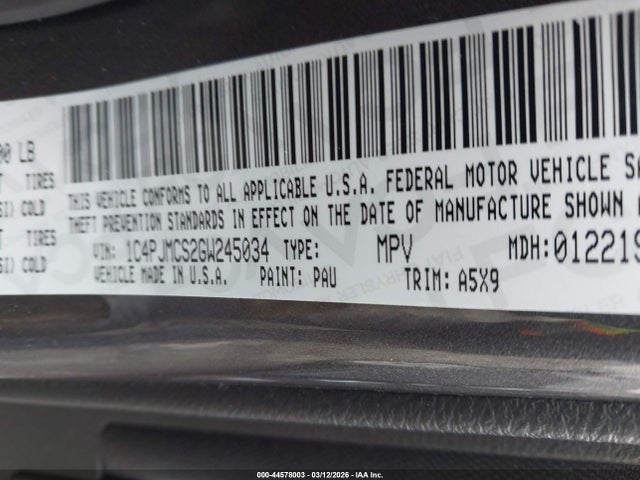 00 LB
TIRES
THIS VEHICLE CONFORMS TO ALL APPLICABLE U.S.A. FEDERAL MOTOR VEHICLE SA
SI) COLD
THEFT PREVENTION STANDARDS IN EFFECT ON THE DATE OF MANUFACTURE SHOWN A
TIRES
VIN: 1C4PJMCS2GW245034 TYPE: MPV MDH:012219
SI) COLD
VEHICLE MADE IN U.S.A. PAINT: PAU TRIM: A5X9
000-44578003 | 03/12/2026 | IAA Inc.